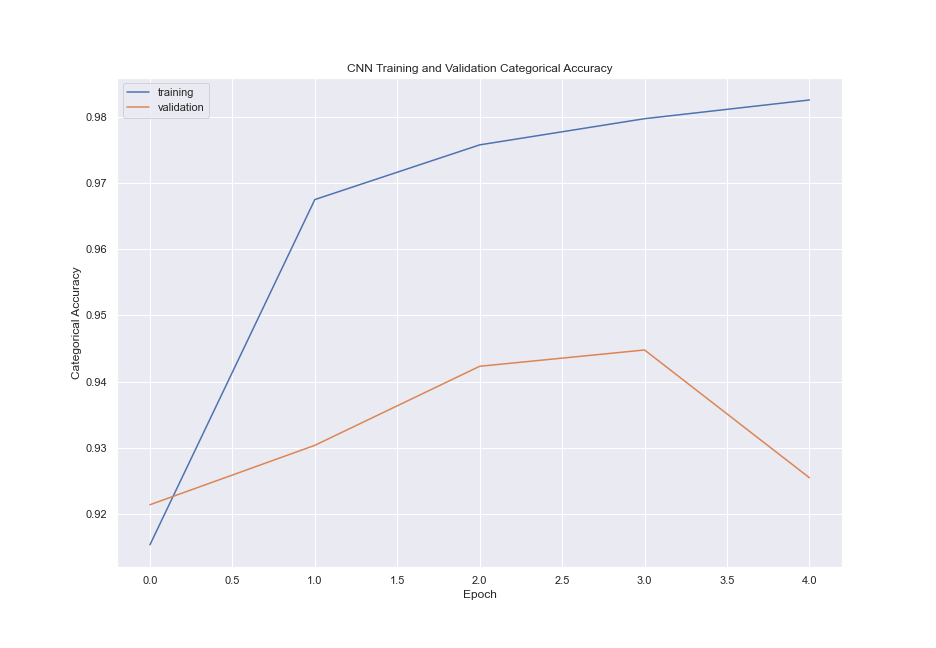 CNN Training and Validation Categorical Accuracy
training
validation
0.98
0.97
0.96
0.95
0.94
0.93
0.92
Categorical Accuracy
0.0 0.5 1.0 1.5 2.0 2.5 3.0 3.5 4.0
Epoch